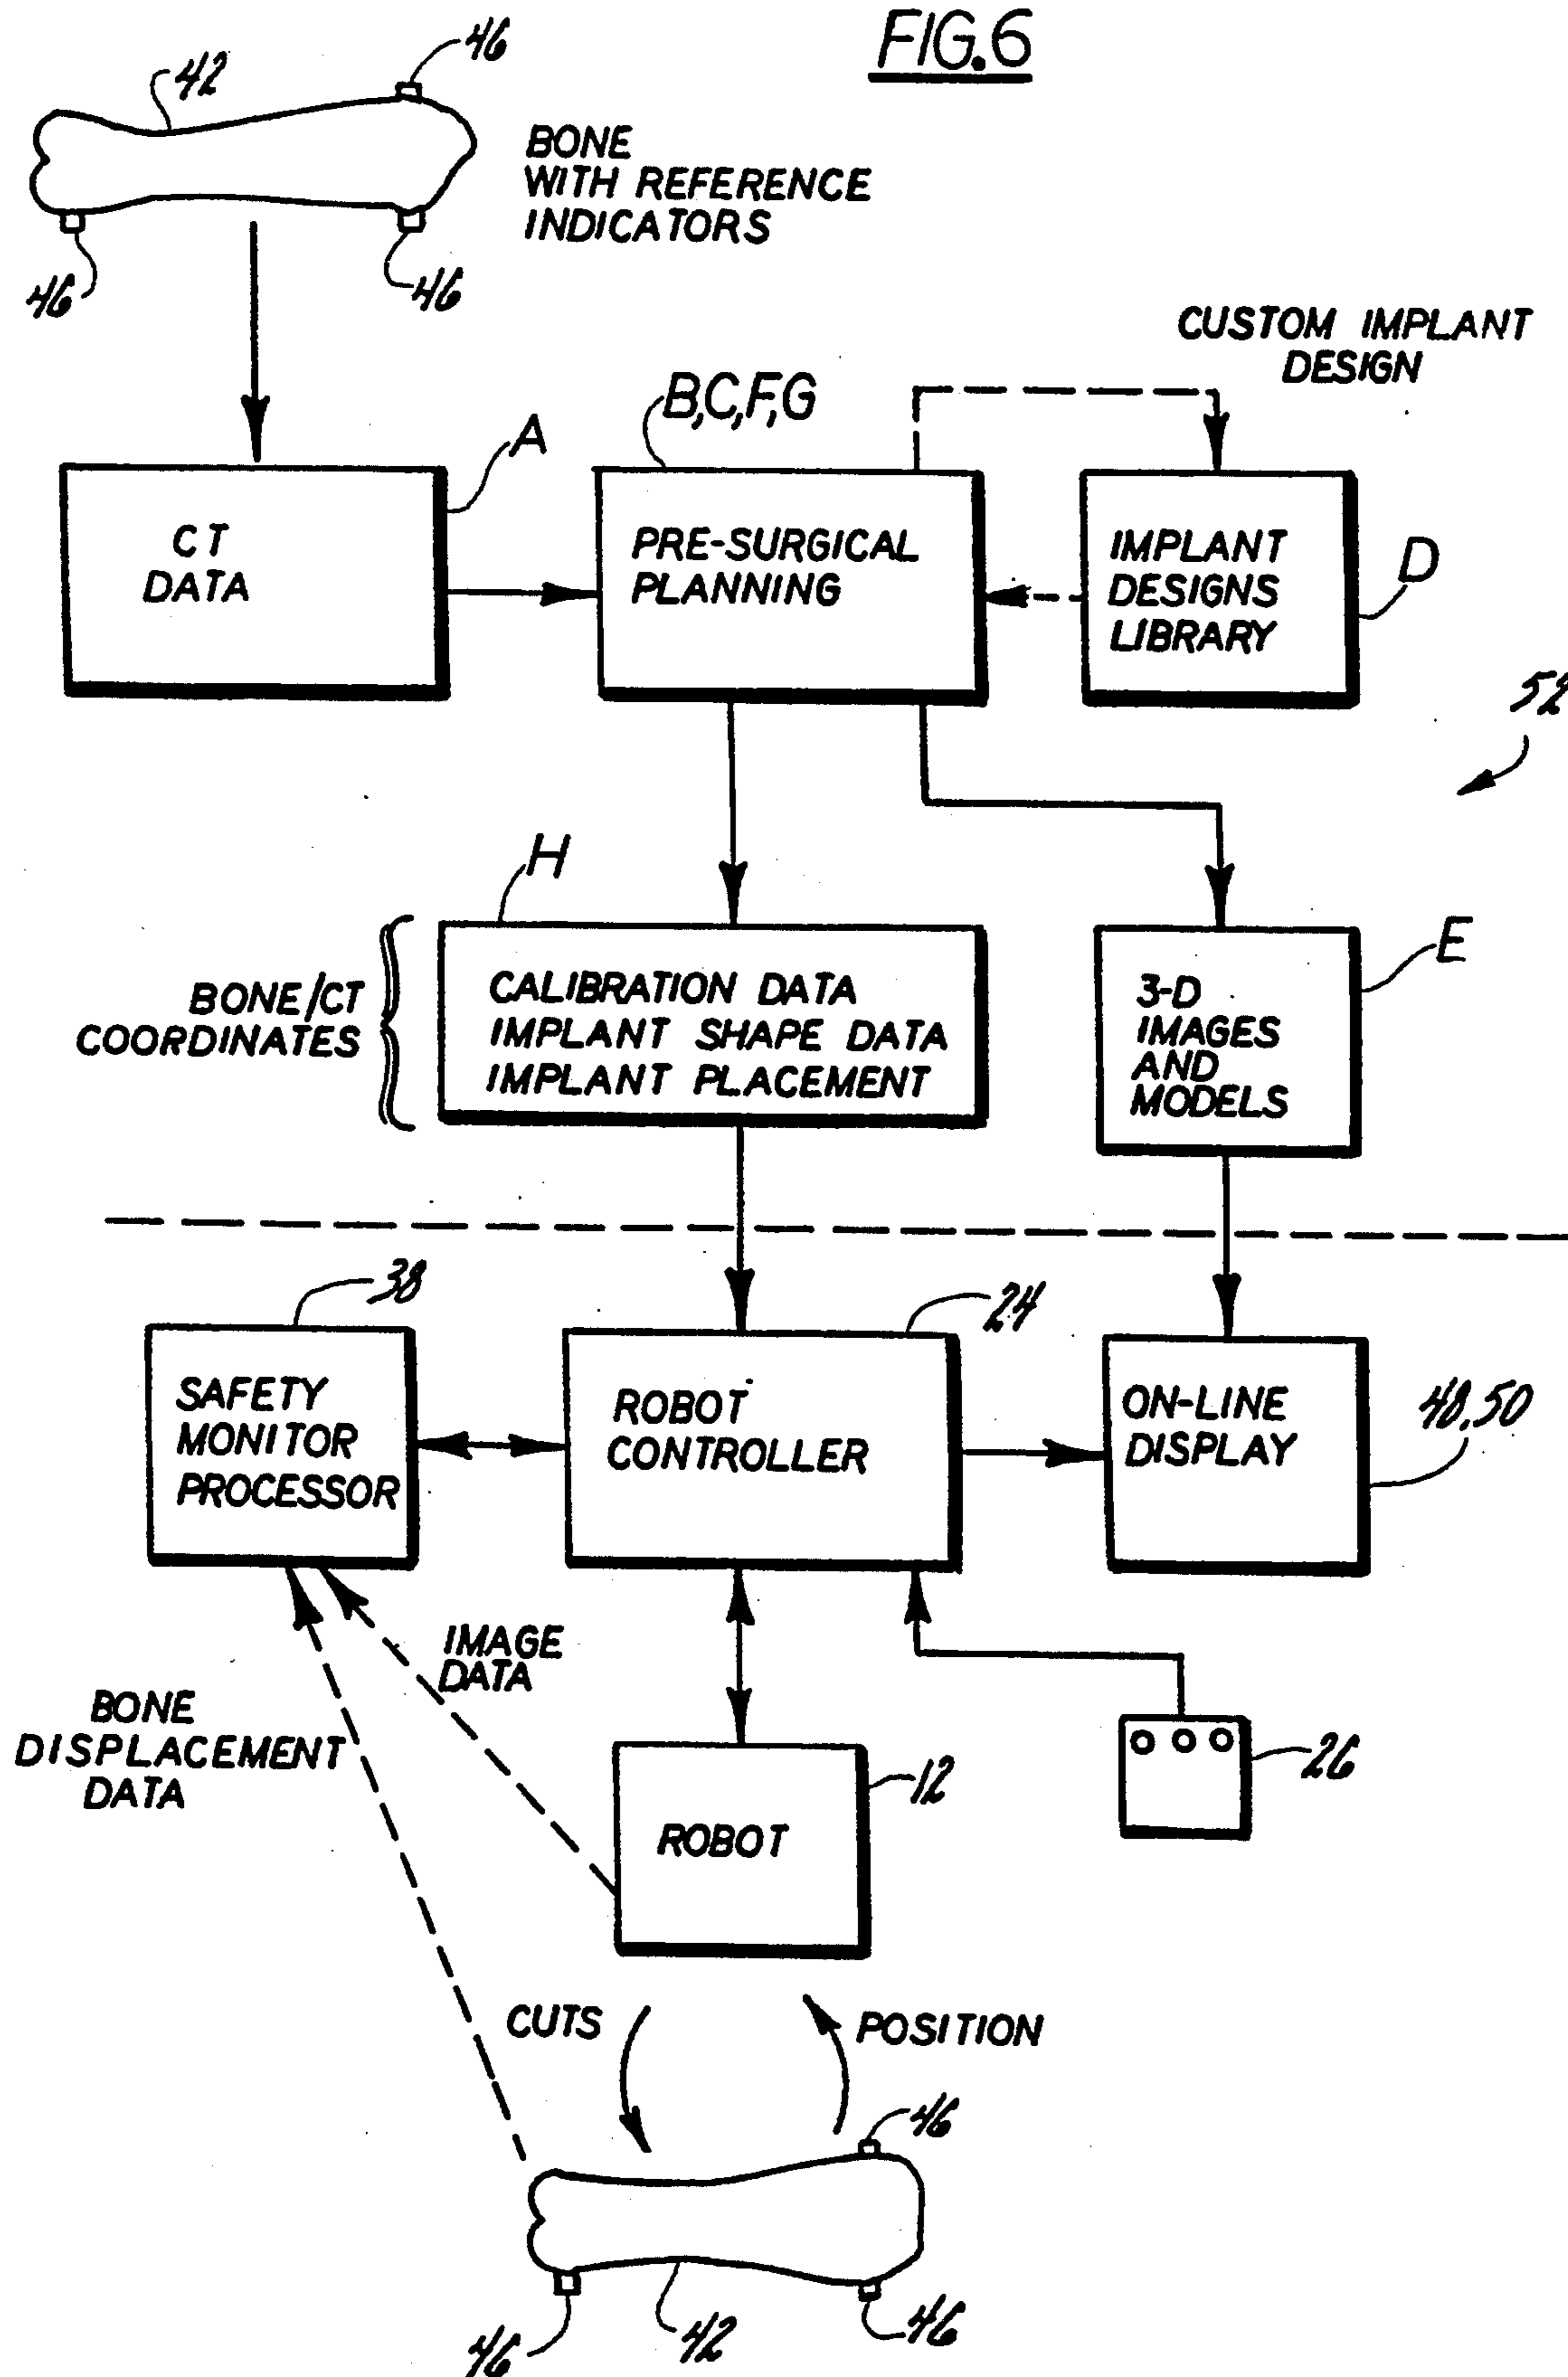 FIG.6
46
42
BONE
WITH REFERENCE
INDICATORS
46
46
CUSTOM IMPLANT
DESIGN
B,C,F,G
A
CT
DATA
PRE-SURGICAL
PLANNING
IMPLANT
DESIGNS
LIBRARY
D
52
H
BONE/CT
COORDINATES
CALIBRATION DATA
IMPLANT SHAPE DATA
IMPLANT PLACEMENT
3-D
IMAGES
AND
MODELS
E
38
24
SAFETY
MONITOR
PROCESSOR
ROBOT
CONTROLLER
ON-LINE
DISPLAY
48,50
IMAGE
DATA
BONE
DISPLACEMENT
DATA
ROBOT
12
26
CUTS
POSITION
46
46
42
46